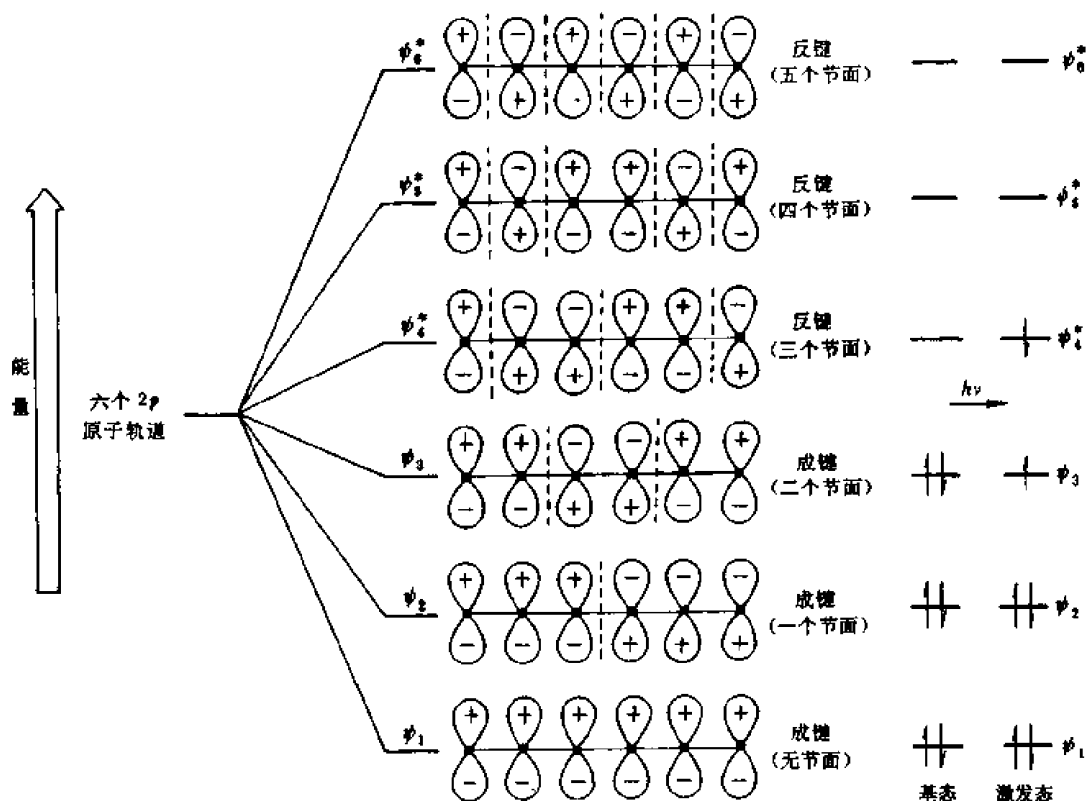 + − + − + −
ψ₆* 反键 ψ₆*
(五个节面)
− + − + − +
+ − + + − +
ψ₅* 反键 ψ₅*
(四个节面)
− + − − + −
+ − − + + −
ψ₄* 反键 ψ₄*
(三个节面)
− + + − − +
能量
六个 2p
原子轨道
hν
+ + − − + +
ψ₃ 成键 ψ₃
(二个节面)
− − + + − −
+ + + − − −
ψ₂ 成键 ψ₂
(一个节面)
− − − + + +
+ + + + + +
ψ₁ 成键 ψ₁
(无节面)
− − − − − −
基态 激发态